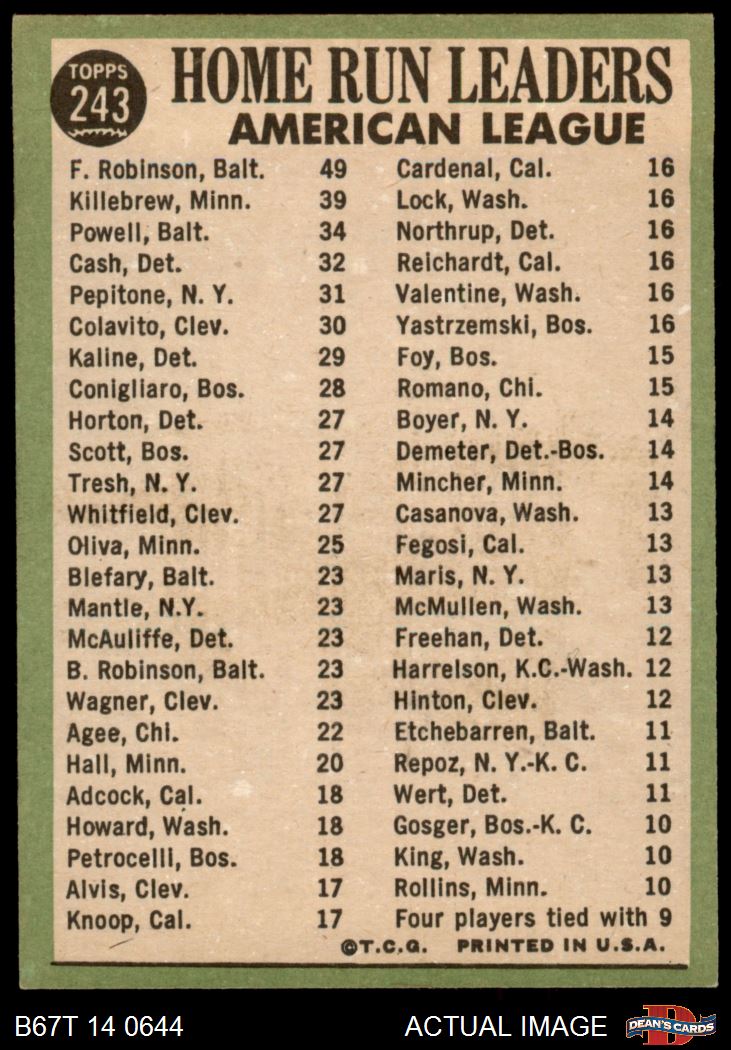 TOPPS
243
HOME RUN LEADERS
AMERICAN LEAGUE
F. Robinson, Balt. 49
Killebrew, Minn. 39
Powell, Balt. 34
Cash, Det. 32
Pepitone, N. Y. 31
Colavito, Clev. 30
Kaline, Det. 29
Conigliaro, Bos. 28
Horton, Det. 27
Scott, Bos. 27
Tresh, N. Y. 27
Whitfield, Clev. 27
Oliva, Minn. 25
Blefary, Balt. 23
Mantle, N.Y. 23
McAuliffe, Det. 23
B. Robinson, Balt. 23
Wagner, Clev. 23
Agee, Chi. 22
Hall, Minn. 20
Adcock, Cal. 18
Howard, Wash. 18
Petrocelli, Bos. 18
Alvis, Clev. 17
Knoop, Cal. 17
Cardenal, Cal. 16
Lock, Wash. 16
Northrup, Det. 16
Reichardt, Cal. 16
Valentine, Wash. 16
Yastrzemski, Bos. 16
Foy, Bos. 15
Romano, Chi. 15
Boyer, N. Y. 14
Demeter, Det.-Bos. 14
Mincher, Minn. 14
Casanova, Wash. 13
Fegosi, Cal. 13
Maris, N. Y. 13
McMullen, Wash. 13
Freehan, Det. 12
Harrelson, K.C.-Wash. 12
Hinton, Clev. 12
Etchebarren, Balt. 11
Repoz, N. Y.-K. C. 11
Wert, Det. 11
Gosger, Bos.-K. C. 10
King, Wash. 10
Rollins, Minn. 10
Four players tied with 9
©T.C.G. PRINTED IN U.S.A.
B67T 14 0644
ACTUAL IMAGE
D
DEAN'S CARDS